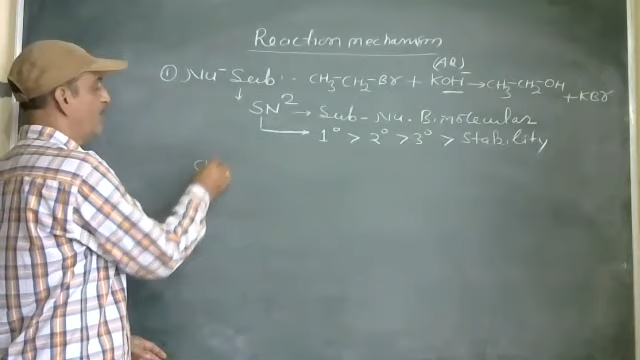 Reaction mechanism
① Nu⁻ Sub.. CH₃-CH₂-Br + KOH⁻ (AQ) → CH₃-CH₂-OH + KBr
↓
SN² → Sub- Nu. Bimolecular
→ 1° > 2° > 3° > Stability
CH